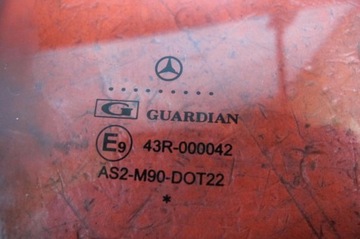 G GUARDIAN
E9 43R-000042
AS2-M90-DOT22
*